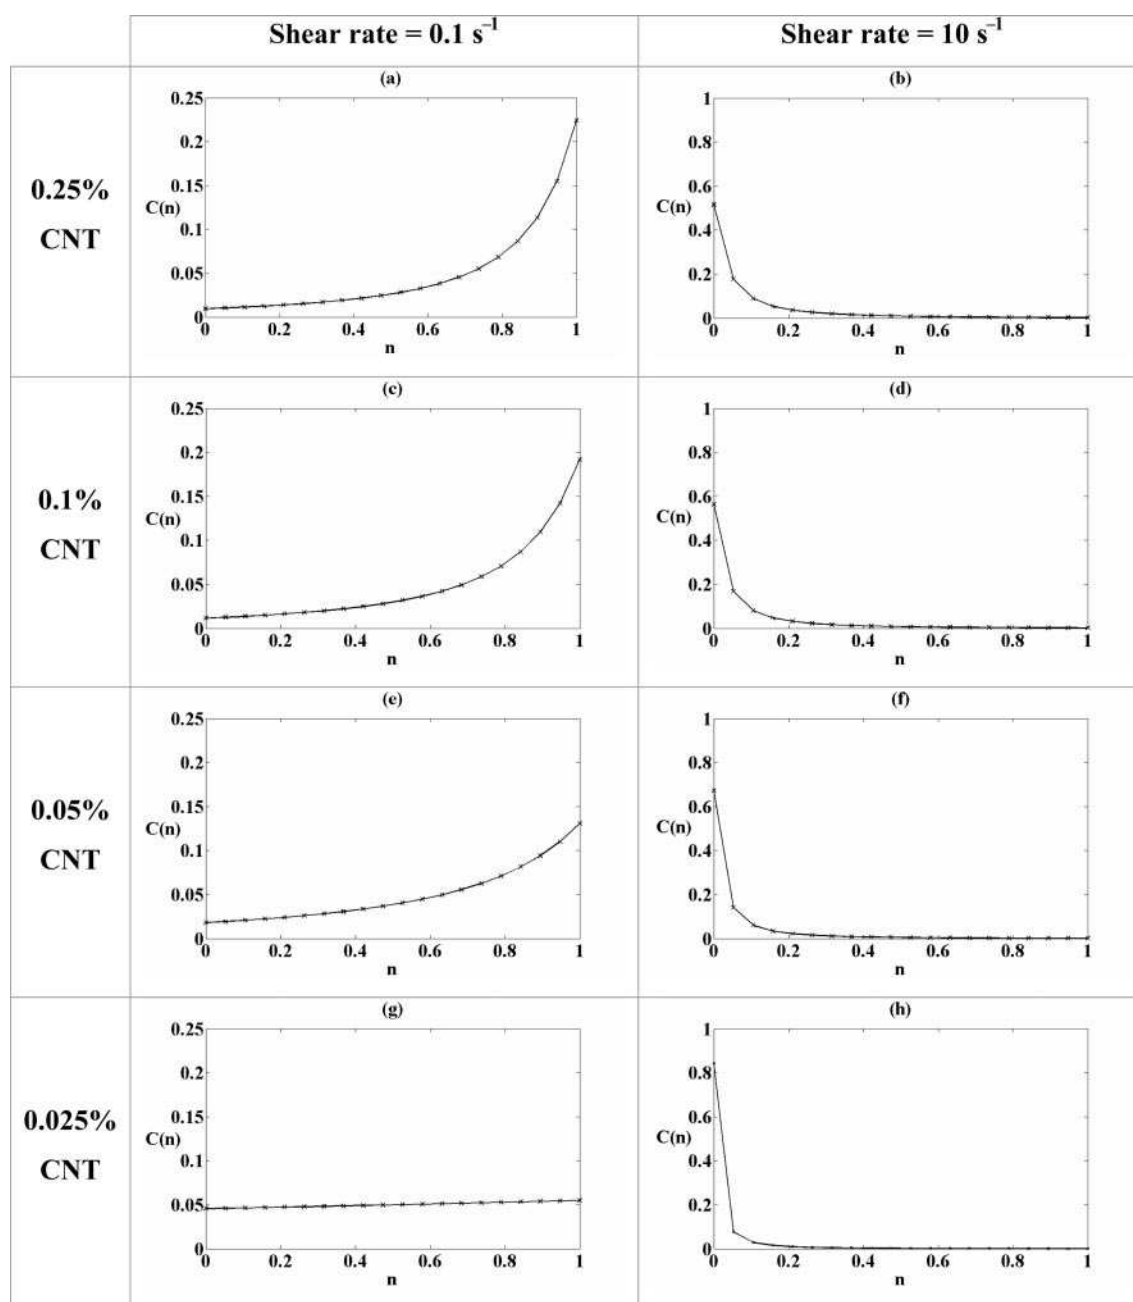 Shear rate = 0.1 s⁻¹ Shear rate = 10 s⁻¹
0.25%
CNT
(a)
0.25
0.2
0.15
C(n)
0.1
0.05
0
0 0.2 0.4 0.6 0.8 1
n
(b)
1
0.8
0.6
C(n)
0.4
0.2
0
0 0.2 0.4 0.6 0.8 1
n
0.1%
CNT
(c)
0.25
0.2
0.15
C(n)
0.1
0.05
0
0 0.2 0.4 0.6 0.8 1
n
(d)
1
0.8
0.6
C(n)
0.4
0.2
0
0 0.2 0.4 0.6 0.8 1
n
0.05%
CNT
(e)
0.25
0.2
0.15
C(n)
0.1
0.05
0
0 0.2 0.4 0.6 0.8 1
n
(f)
1
0.8
0.6
C(n)
0.4
0.2
0
0 0.2 0.4 0.6 0.8 1
n
0.025%
CNT
(g)
0.25
0.2
0.15
C(n)
0.1
0.05
0
0 0.2 0.4 0.6 0.8 1
n
(h)
1
0.8
0.6
C(n)
0.4
0.2
0
0 0.2 0.4 0.6 0.8 1
n